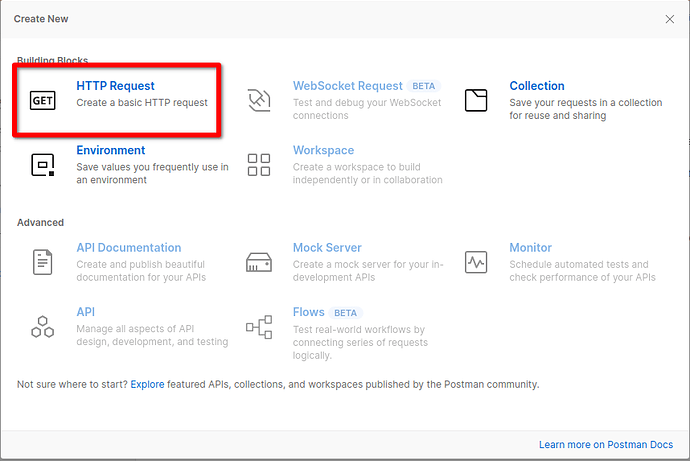 Create New
Building Blocks
HTTP Request
GET
Create a basic HTTP request
WebSocket Request BETA
Test and debug your WebSocket
connections
Collection
Save your requests in a collection
for reuse and sharing
Environment
Save values you frequently use in
an environment
Workspace
Create a workspace to build
independently or in collaboration
Advanced
API Documentation
Create and publish beautiful
documentation for your APIs
Mock Server
Create a mock server for your in-
development APIs
Monitor
Schedule automated tests and
check performance of your APIs
API
Manage all aspects of API
design, development, and testing
Flows BETA
Test real-world workflows by
connecting series of requests
logically.
Not sure where to start? Explore featured APIs, collections, and workspaces published by the Postman community.
Learn more on Postman Docs